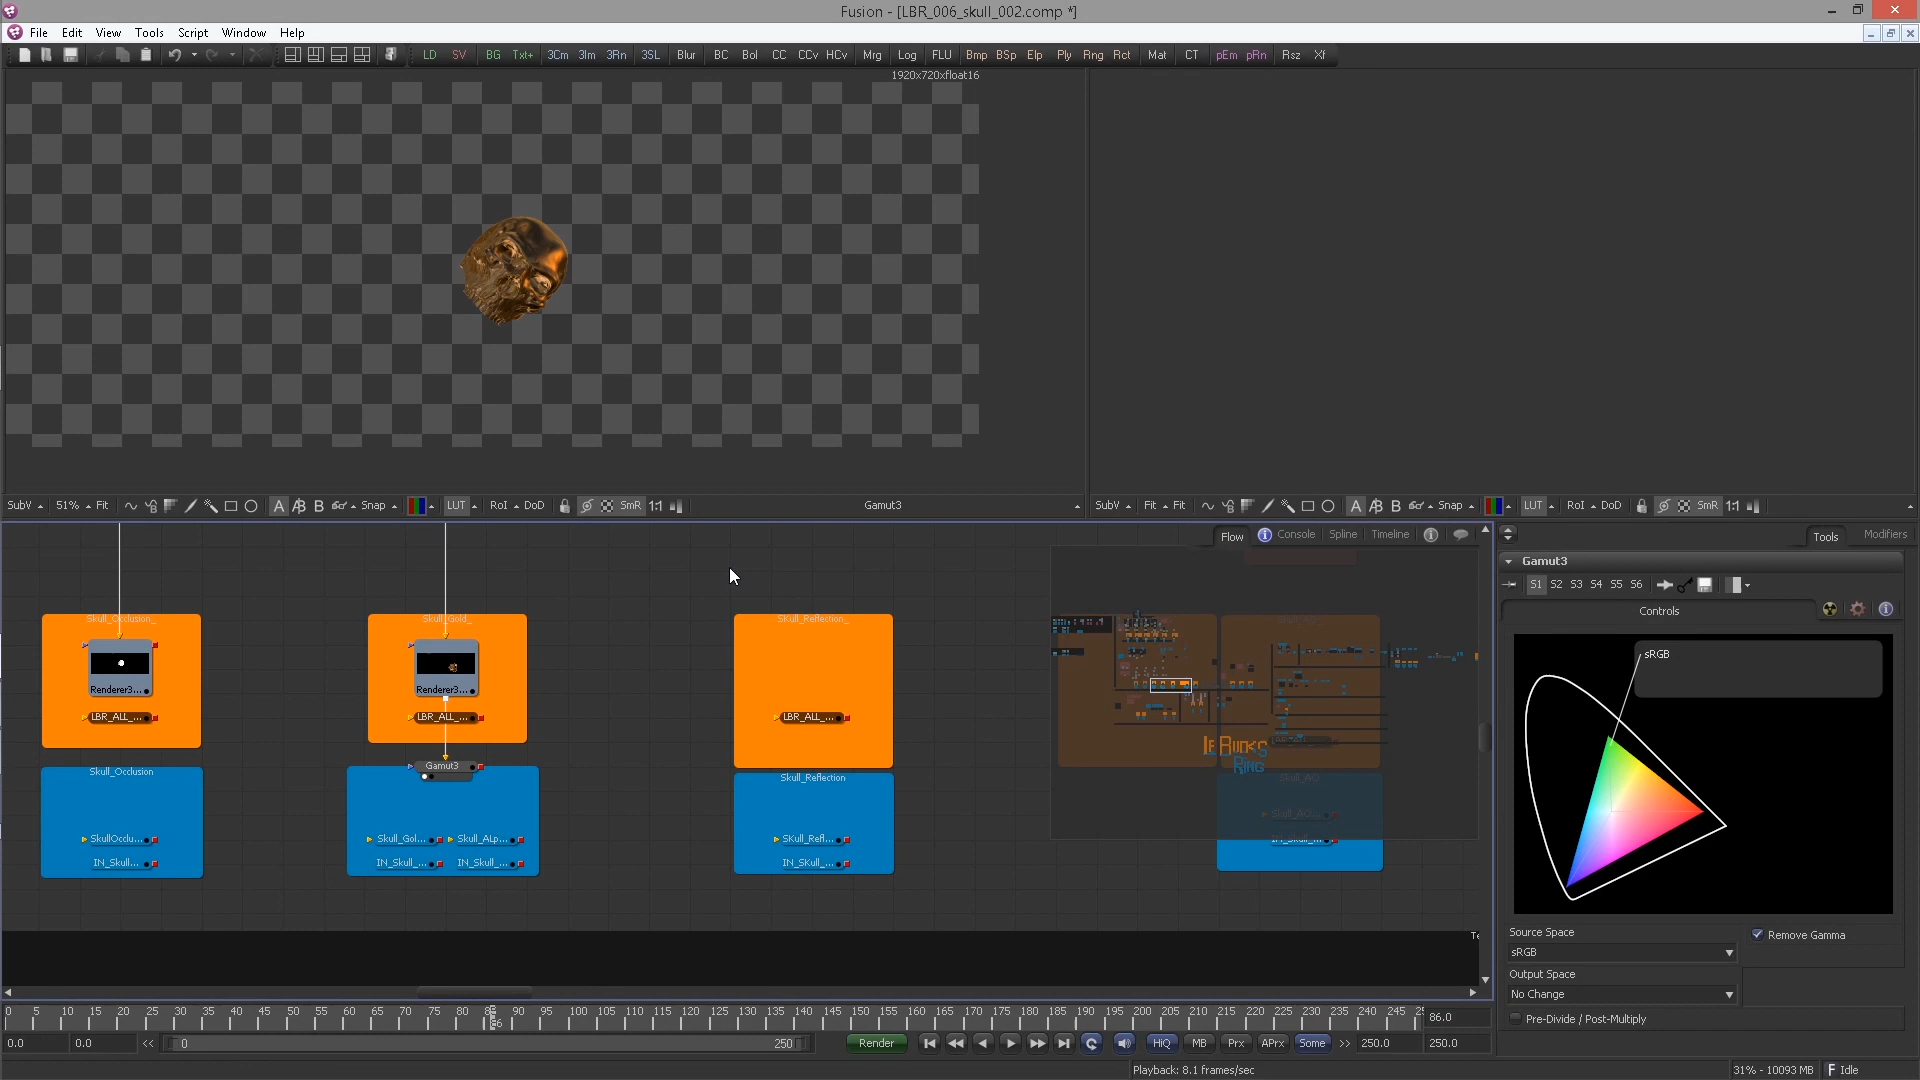 Fusion - [LBR_006_skull_002.comp *]
File Edit View Tools Script Window Help
LD SV BG Txt+ 3Cm 3Im 3Rn 3SL Blur BC Bol CC CCv HCv Mrg Log FLU Bmp BSp Elp Ply Rng Rct Mat CT pEm pRn Rsz Xf
1920x720xfloat16
SubV 51% Fit A B Snap LUT RoI DoD SmR 1:1 Gamut3
SubV Fit Fit A B Snap LUT RoI DoD SmR 1:1
Flow Console Spline Timeline
Tools Modifiers
Gamut3
S1 S2 S3 S4 S5 S6
Controls
sRGB
Skull_Occlusion_ Skull_Gold_ SKull_Reflection_
Renderer3... Renderer3...
LBR_ALL_... LBR_ALL_... LBR_ALL_...
Gamut3
Skull_Occlusion SKull_Reflection Skull_AO
SkullOcclu... Skull_Gol... Skull_ALp... SKull_Refl... Skull_AO...
IN_Skull... IN_Skull_... IN_Skull_... IN_SKull_...
Source Space
sRGB
Remove Gamma
Output Space
No Change
Pre-Divide / Post-Multiply
0 5 10 15 20 25 30 35 40 45 50 55 60 65 70 75 80 85 90 95 100 105 110 115 120 125 130 135 140 145 150 155 160 165 170 175 180 185 190 195 200 205 210 215 220 225 230 235 240 245
86.0
0.0 0.0 << 0 250 Render HiQ MB Prx APrx Some >> 250.0 250.0
Playback: 8.1 frames/sec
31% - 10093 MB Idle